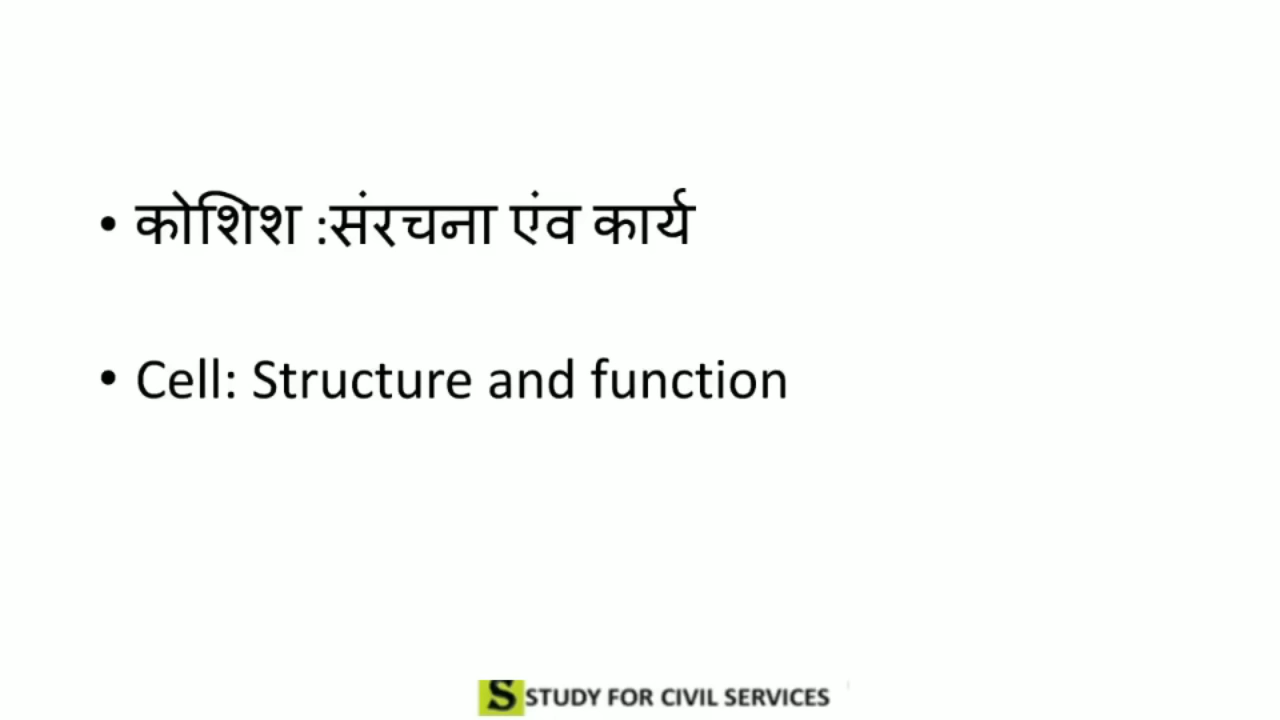 • कोशिश :संरचना एंव कार्य
• Cell: Structure and function
S STUDY FOR CIVIL SERVICES